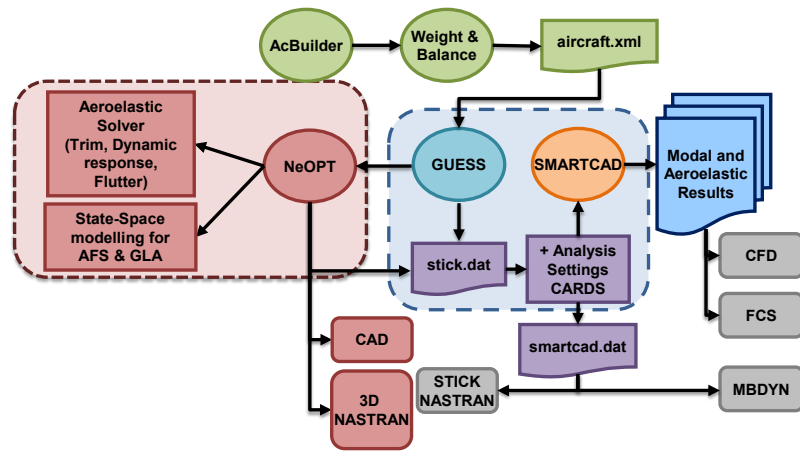 AcBuilder
Weight &
Balance
aircraft.xml
Aeroelastic
Solver
(Trim, Dynamic
response,
Flutter)
NeOPT
GUESS
SMARTCAD
Modal and
Aeroelastic
Results
State-Space
modelling for
AFS & GLA
stick.dat
+ Analysis
Settings
CARDS
CFD
FCS
CAD
smartcad.dat
3D
NASTRAN
STICK
NASTRAN
MBDYN